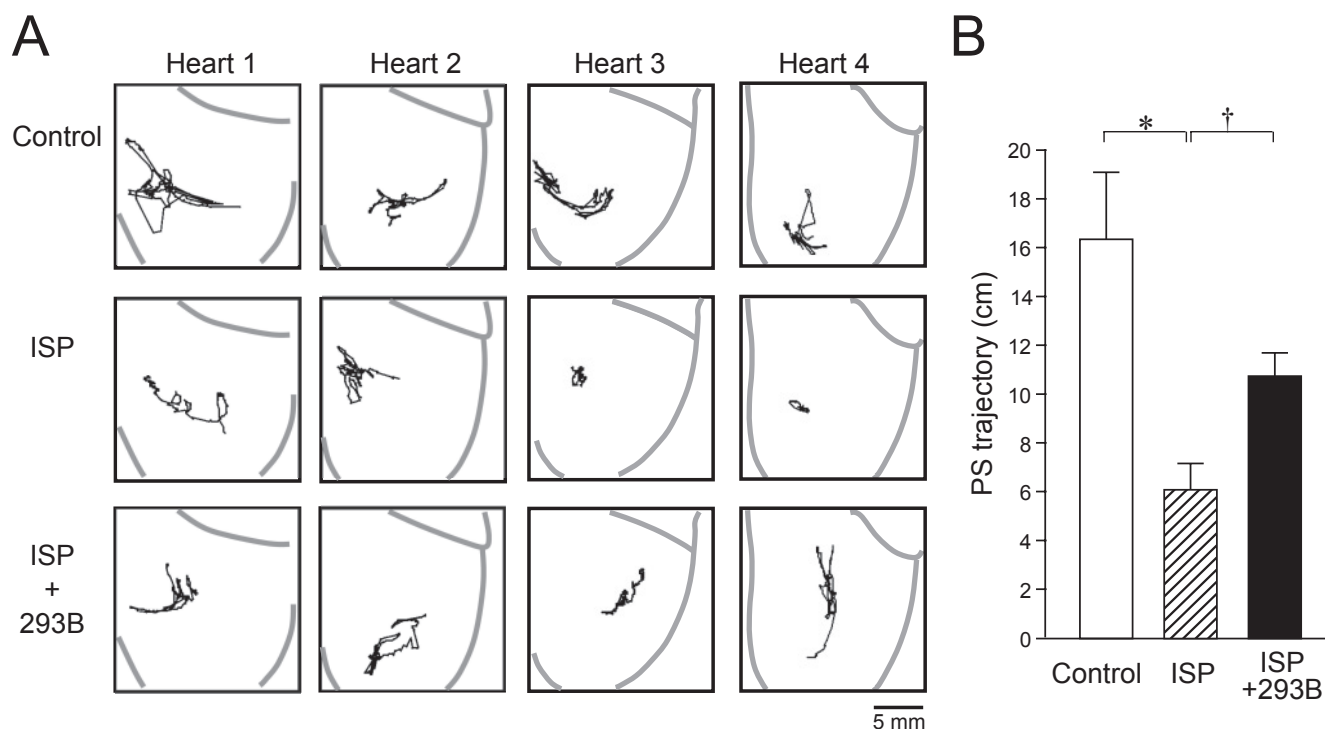 A
Heart 1 Heart 2 Heart 3 Heart 4
Control
ISP
ISP
+
293B
5 mm
B
* †
PS trajectory (cm)
20
18
16
14
12
10
8
6
4
2
0
Control ISP ISP
+293B